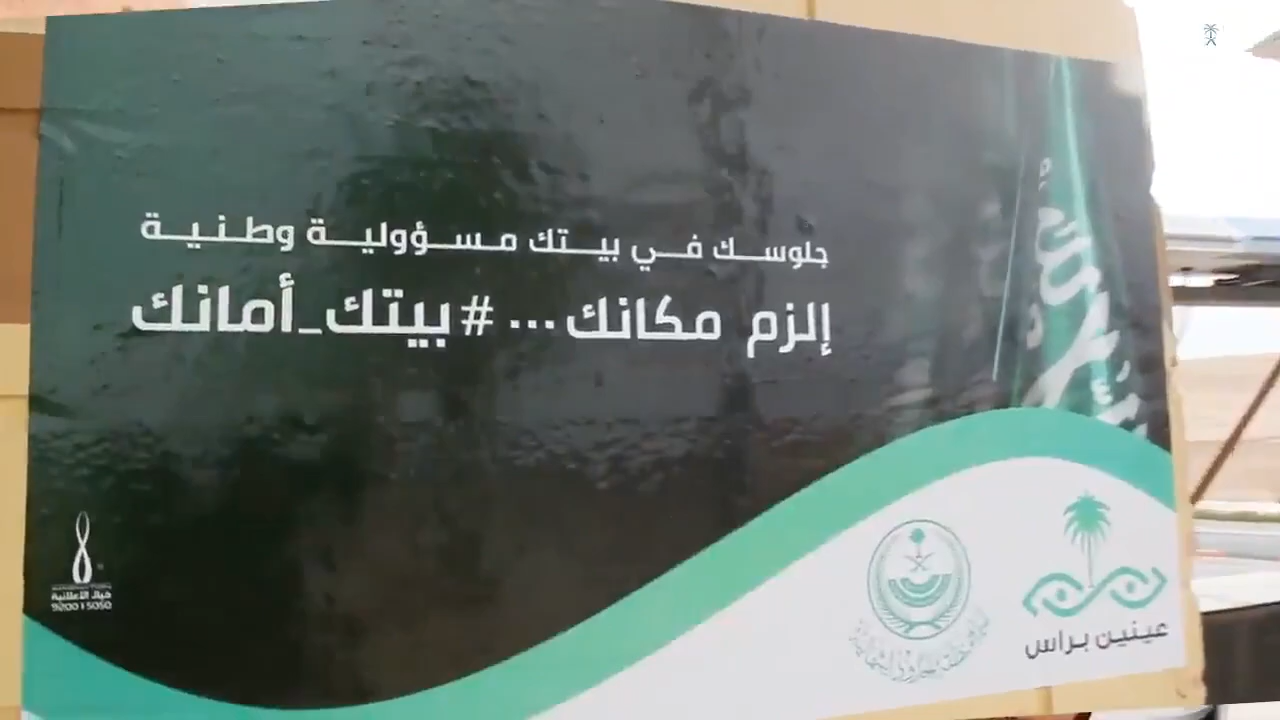 جلوسك في بيتك مسؤولية وطنية
إلزم مكانك... #بيتك_أمانك
عينين براس